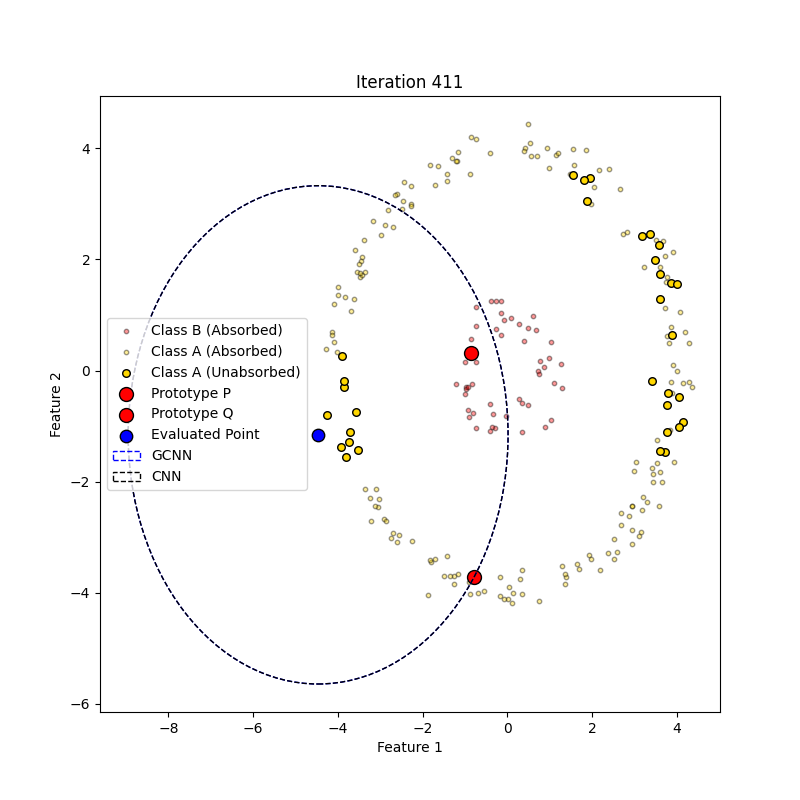 Iteration 411
4
2
0
−2
−4
−6
Feature 2
Class B (Absorbed)
Class A (Absorbed)
Class A (Unabsorbed)
Prototype P
Prototype Q
Evaluated Point
GCNN
CNN
−8
−6
−4
−2
0
2
4
Feature 1